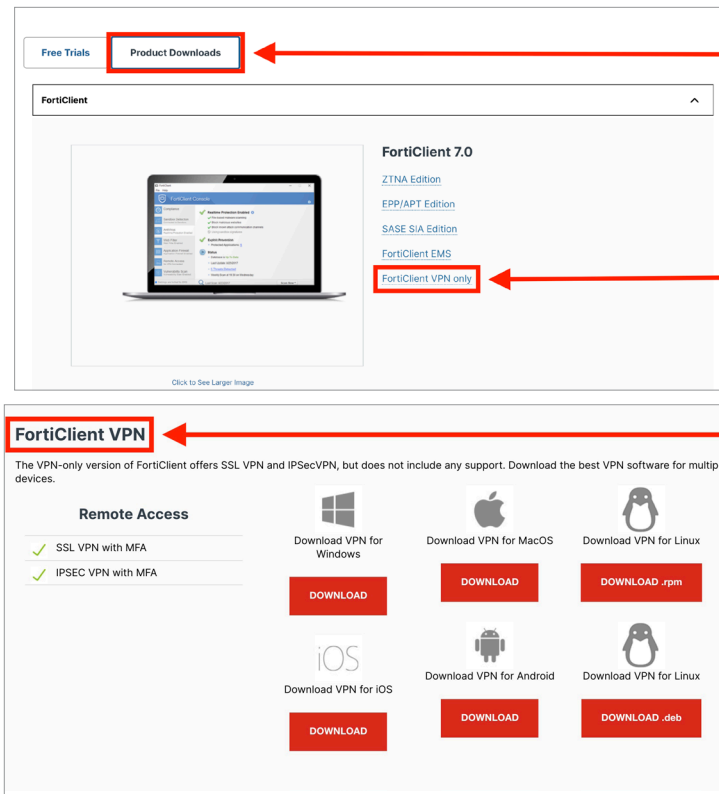 Free Trials
Product Downloads
FortiClient
FortiClient 7.0
ZTNA Edition
EPP/APT Edition
SASE SIA Edition
FortiClient EMS
FortiClient VPN only
FortiClient Console
Realtime Protection Enabled
Click to See Larger Image
FortiClient VPN
The VPN-only version of FortiClient offers SSL VPN and IPSecVPN, but does not include any support. Download the best VPN software for multip
devices.
Remote Access
SSL VPN with MFA
IPSEC VPN with MFA
Download VPN for
Windows
DOWNLOAD
Download VPN for MacOS
DOWNLOAD
Download VPN for Linux
DOWNLOAD .rpm
iOS
Download VPN for iOS
DOWNLOAD
Download VPN for Android
DOWNLOAD
Download VPN for Linux
DOWNLOAD .deb